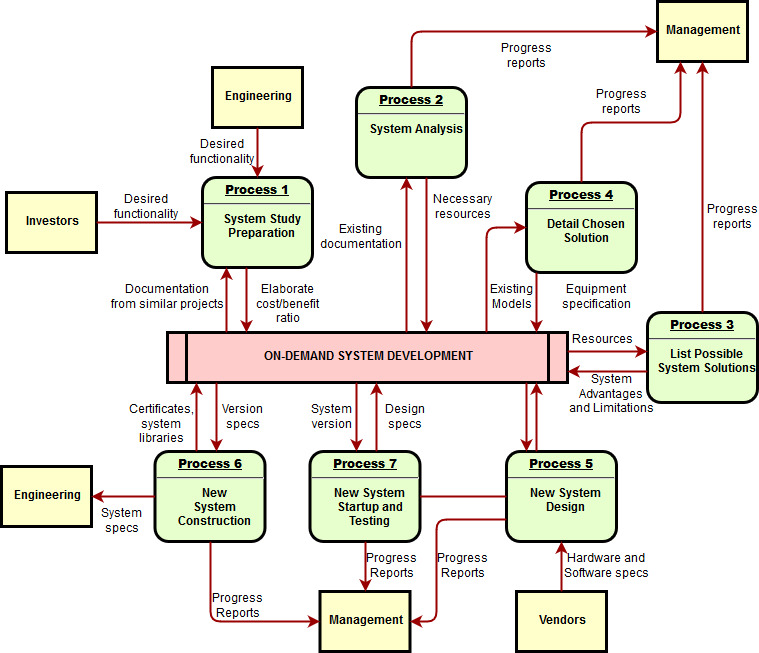 Management
Progress
reports
Process 2
System Analysis
Engineering
Progress
reports
Desired
functionality
Process 1
System Study
Preparation
Investors
Desired
functionality
Necessary
resources
Existing
documentation
Process 4
Detail Chosen
Solution
Progress
reports
Documentation
from similar projects
Elaborate
cost/benefit
ratio
Existing
Models
Equipment
specification
Process 3
List Possible
System Solutions
Resources
ON-DEMAND SYSTEM DEVELOPMENT
System
Advantages
and Limitations
Certificates,
system
libraries
Version
specs
System
version
Design
specs
Process 6
New
System
Construction
Process 7
New System
Startup and
Testing
Process 5
New System
Design
Engineering
System
specs
Progress
Reports
Progress
Reports
Progress
Reports
Hardware and
Software specs
Management
Vendors